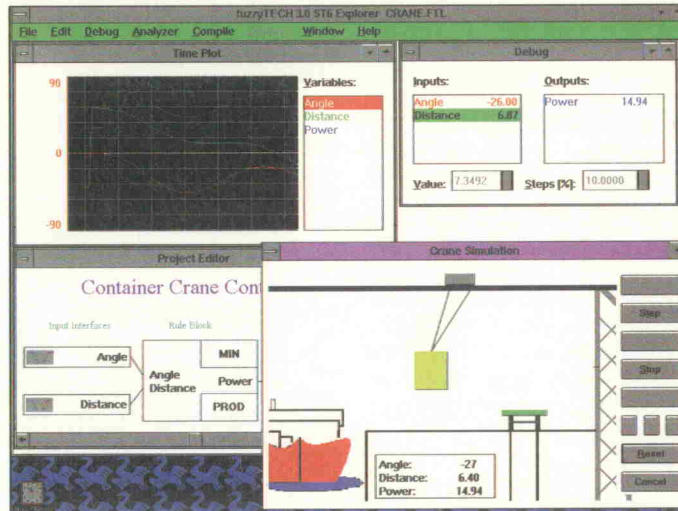 fuzzyTECH 3.0 ST6 Explorer CRANE.FTL
File Edit Debug Analyzer Compile Window Help
Time Plot
90
0
-90
Variables:
Angle
Distance
Power
Debug
Inputs:
Outputs:
Angle -26.00
Distance 6.87
Power 14.94
Value: 7.3492 Steps [%]: 10.0000
Project Editor
Container Crane Cont
Input Interfaces Rule Block
Angle
Distance
Angle
Distance
MIN
Power
PROD
Crane Simulation
Step
Stop
Reset
Cancel
Angle: -27
Distance: 6.40
Power: 14.94